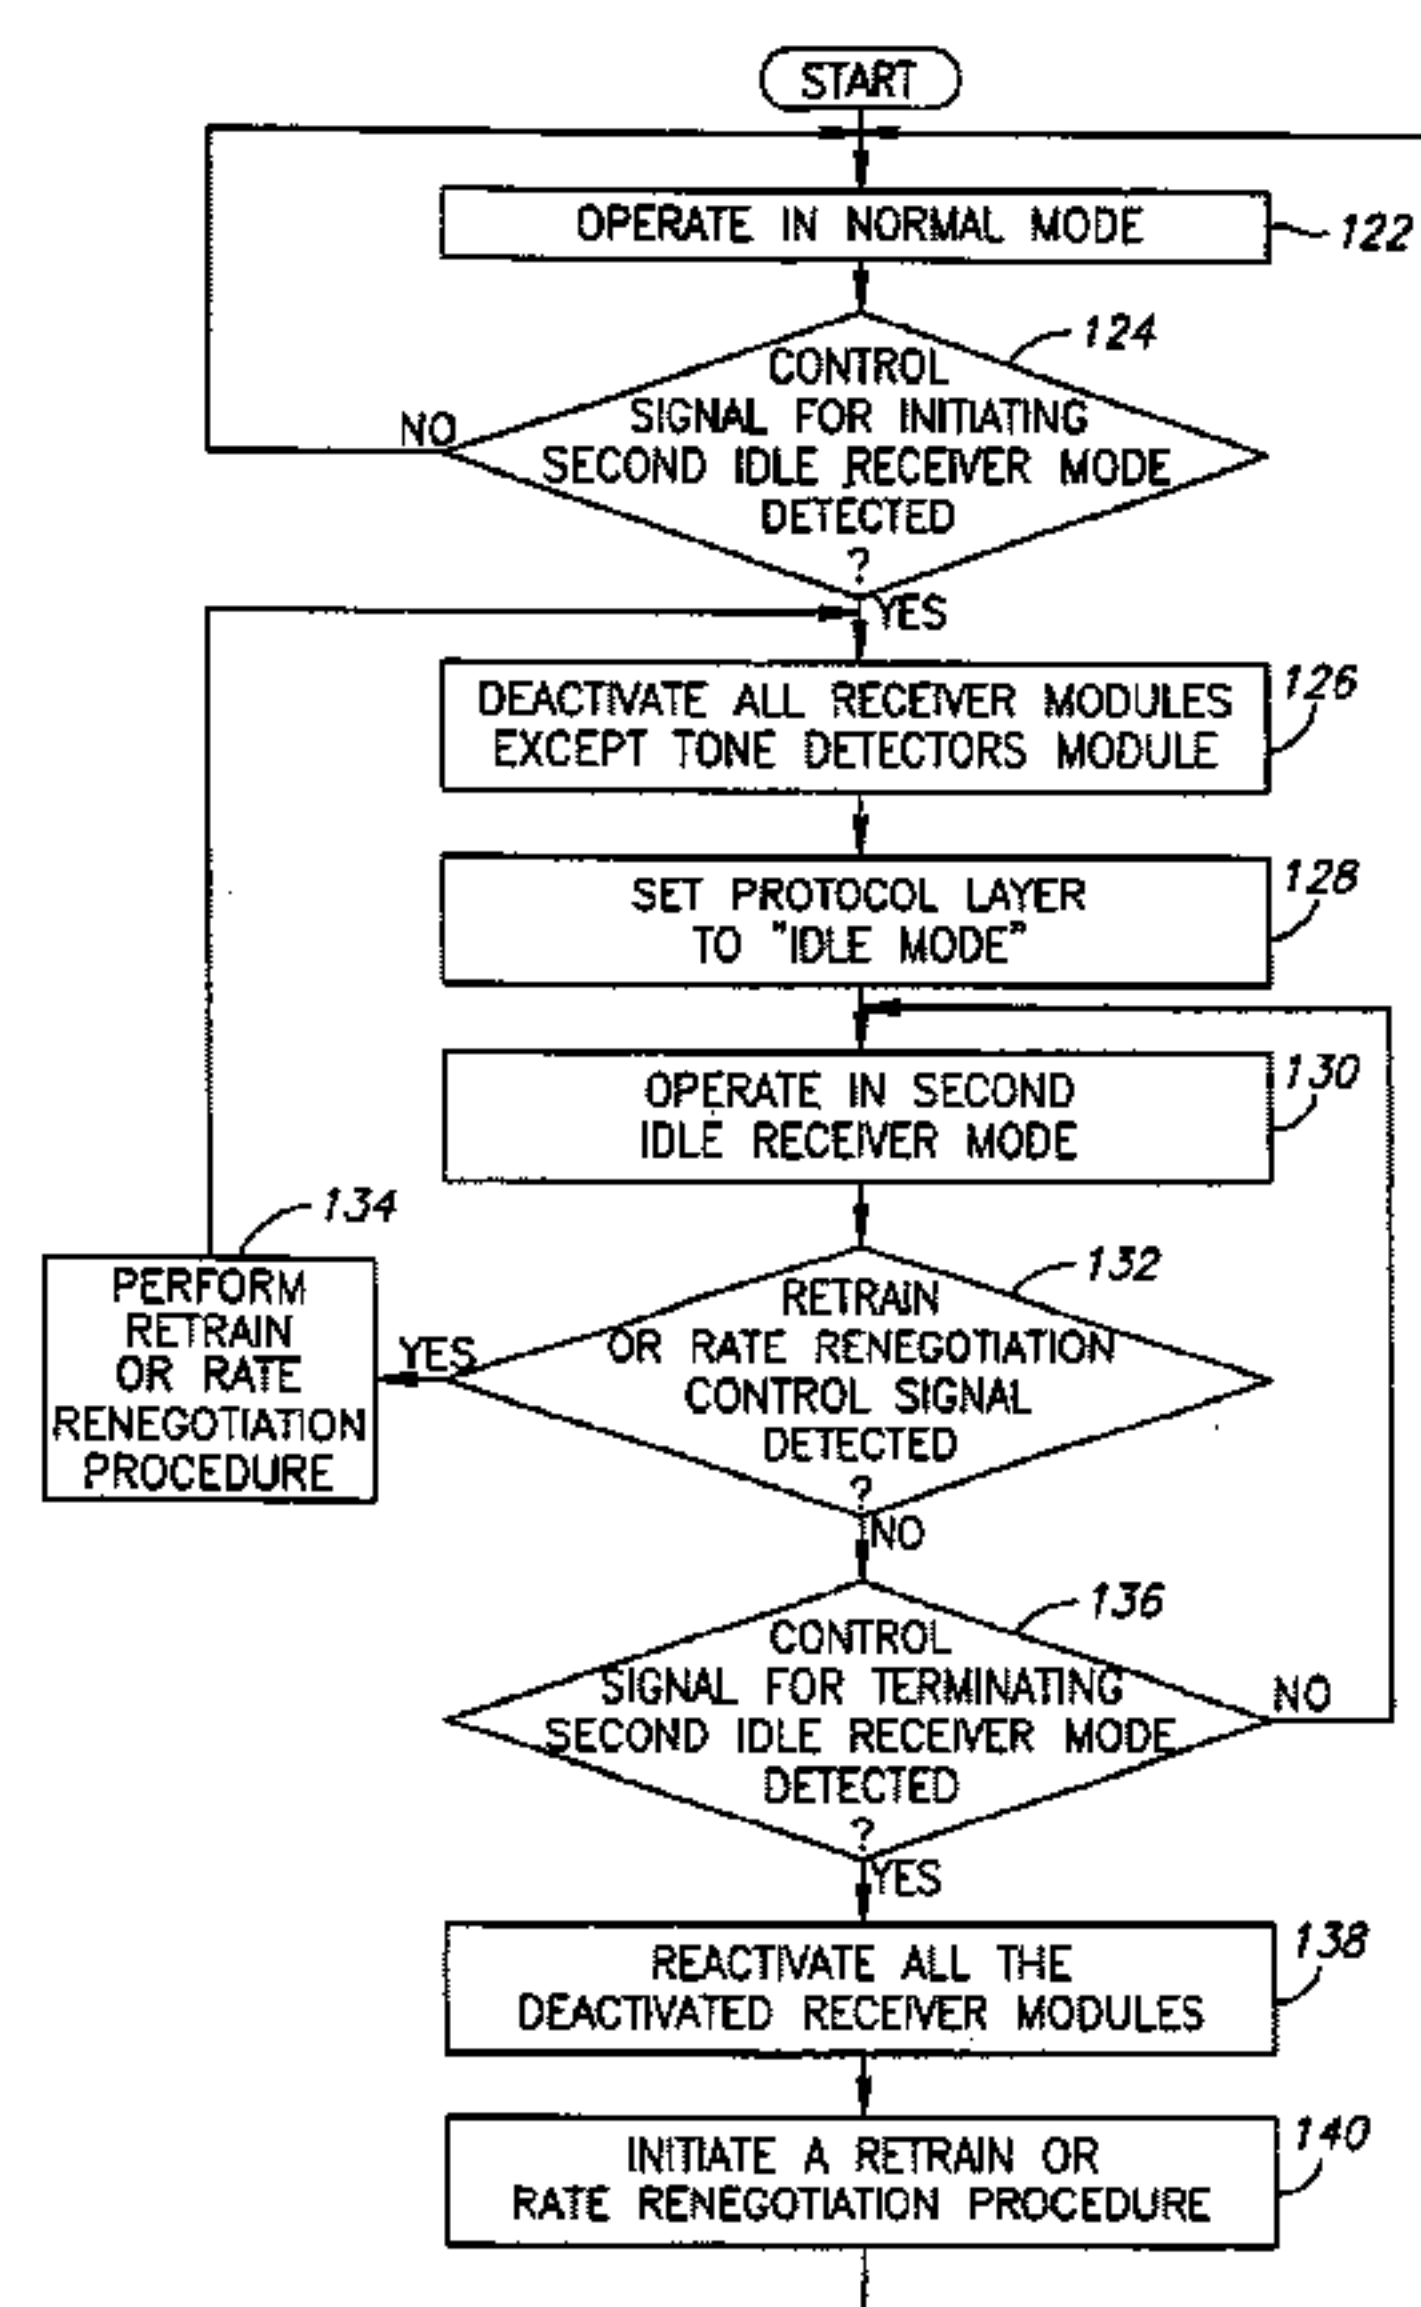 START
OPERATE IN NORMAL MODE
122
124
CONTROL
SIGNAL FOR INITIATING
SECOND IDLE RECEIVER MODE
DETECTED
?
NO
YES
DEACTIVATE ALL RECEIVER MODULES
EXCEPT TONE DETECTORS MODULE
126
SET PROTOCOL LAYER
TO "IDLE MODE"
128
OPERATE IN SECOND
IDLE RECEIVER MODE
130
134
PERFORM
RETRAIN
OR RATE
RENEGOTIATION
PROCEDURE
YES
132
RETRAIN
OR RATE RENEGOTIATION
CONTROL SIGNAL
DETECTED
?
NO
136
CONTROL
SIGNAL FOR TERMINATING
SECOND IDLE RECEIVER MODE
DETECTED
?
NO
YES
REACTIVATE ALL THE
DEACTIVATED RECEIVER MODULES
138
INITIATE A RETRAIN OR
RATE RENEGOTIATION PROCEDURE
140